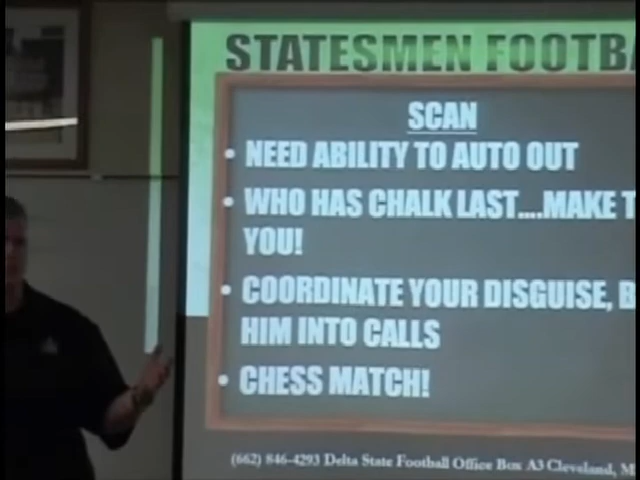 STATESMEN FOOTBA
SCAN
• NEED ABILITY TO AUTO OUT
• WHO HAS CHALK LAST....MAKE T
YOU!
• COORDINATE YOUR DISGUISE, B
HIM INTO CALLS
• CHESS MATCH!
(662) 846-4293 Delta State Football Office Box A3 Cleveland, M